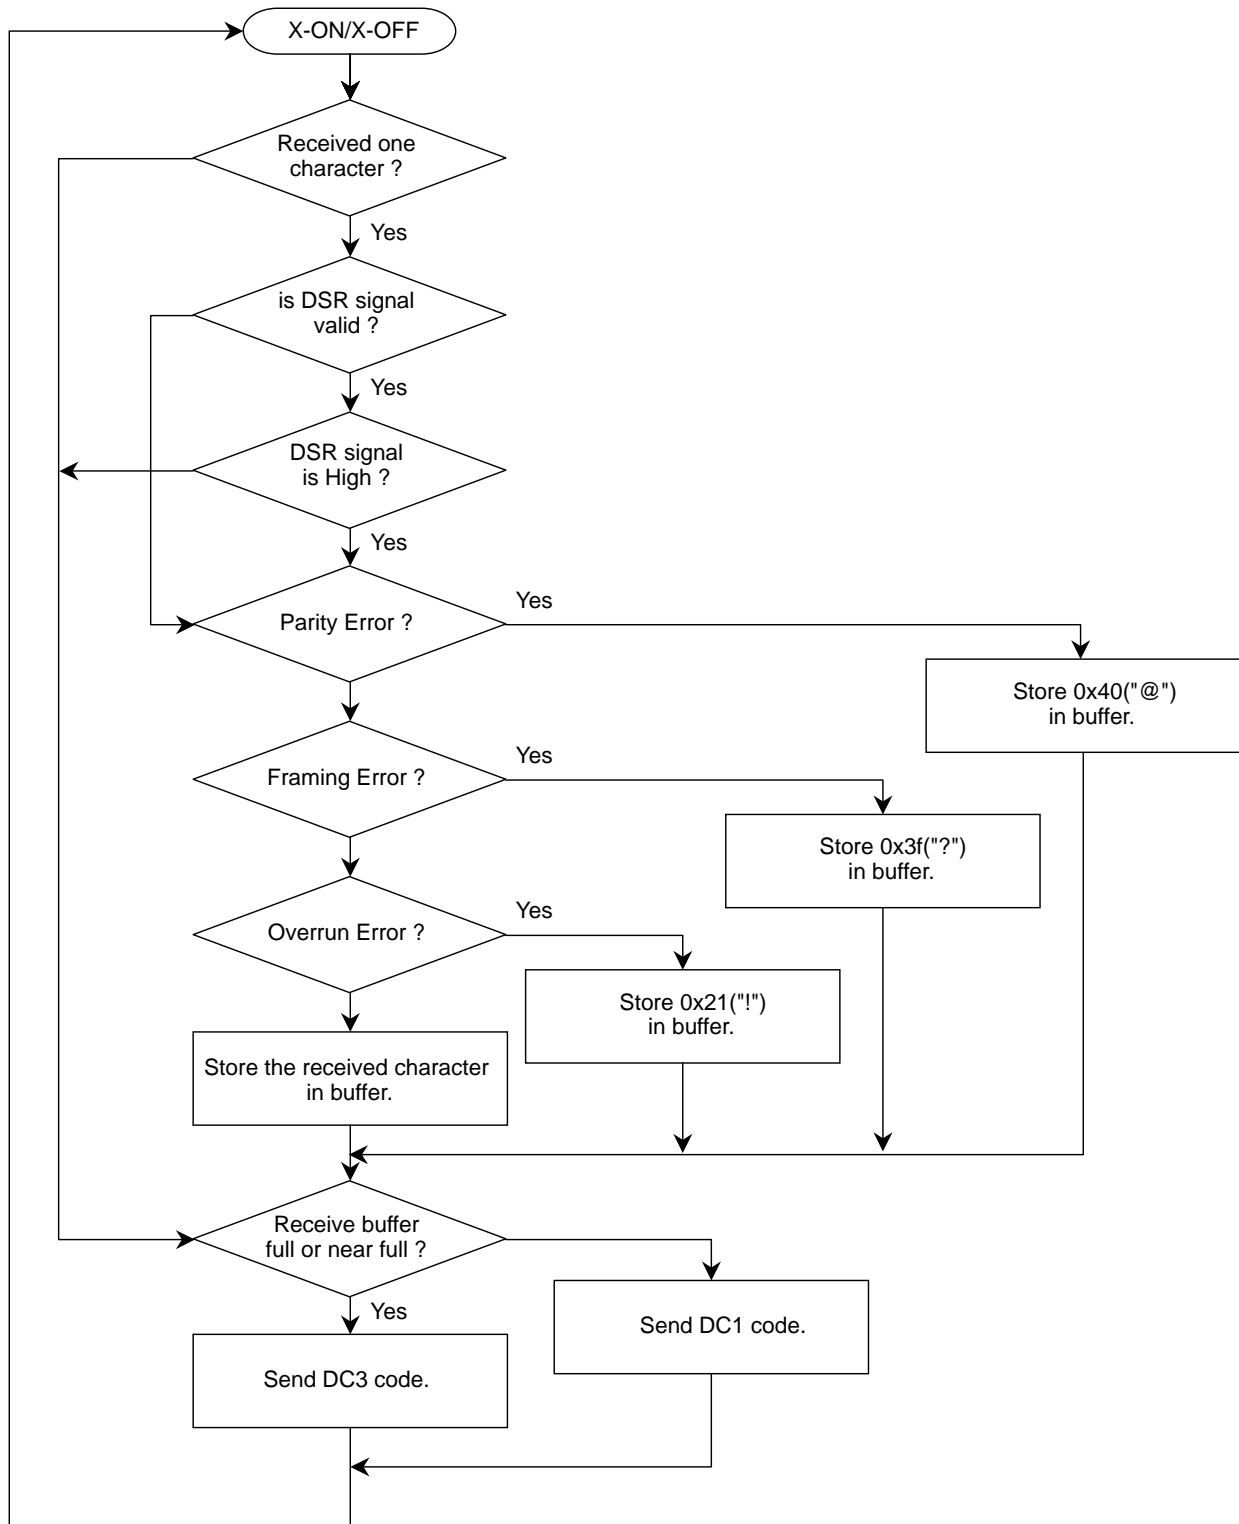 X-ON/X-OFF
Received one
character ?
Yes
is DSR signal
valid ?
Yes
DSR signal
is High ?
Yes
Parity Error ?
Yes
Store 0x40("@")
in buffer.
Framing Error ?
Yes
Store 0x3f("?")
in buffer.
Overrun Error ?
Yes
Store 0x21("!")
in buffer.
Store the received character
in buffer.
Receive buffer
full or near full ?
Yes
Send DC1 code.
Send DC3 code.